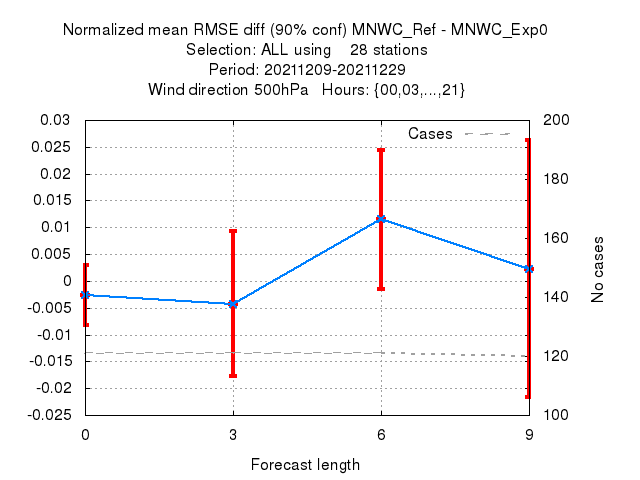 Normalized mean RMSE diff (90% conf) MNWC_Ref - MNWC_Exp0
Selection: ALL using 28 stations
Period: 20211209-20211229
Wind direction 500hPa Hours: {00,03,...,21}
Cases
0.03
0.025
0.02
0.015
0.01
0.005
0
-0.005
-0.01
-0.015
-0.02
-0.025
200
180
160
140
120
100
No cases
0 3 6 9
Forecast length